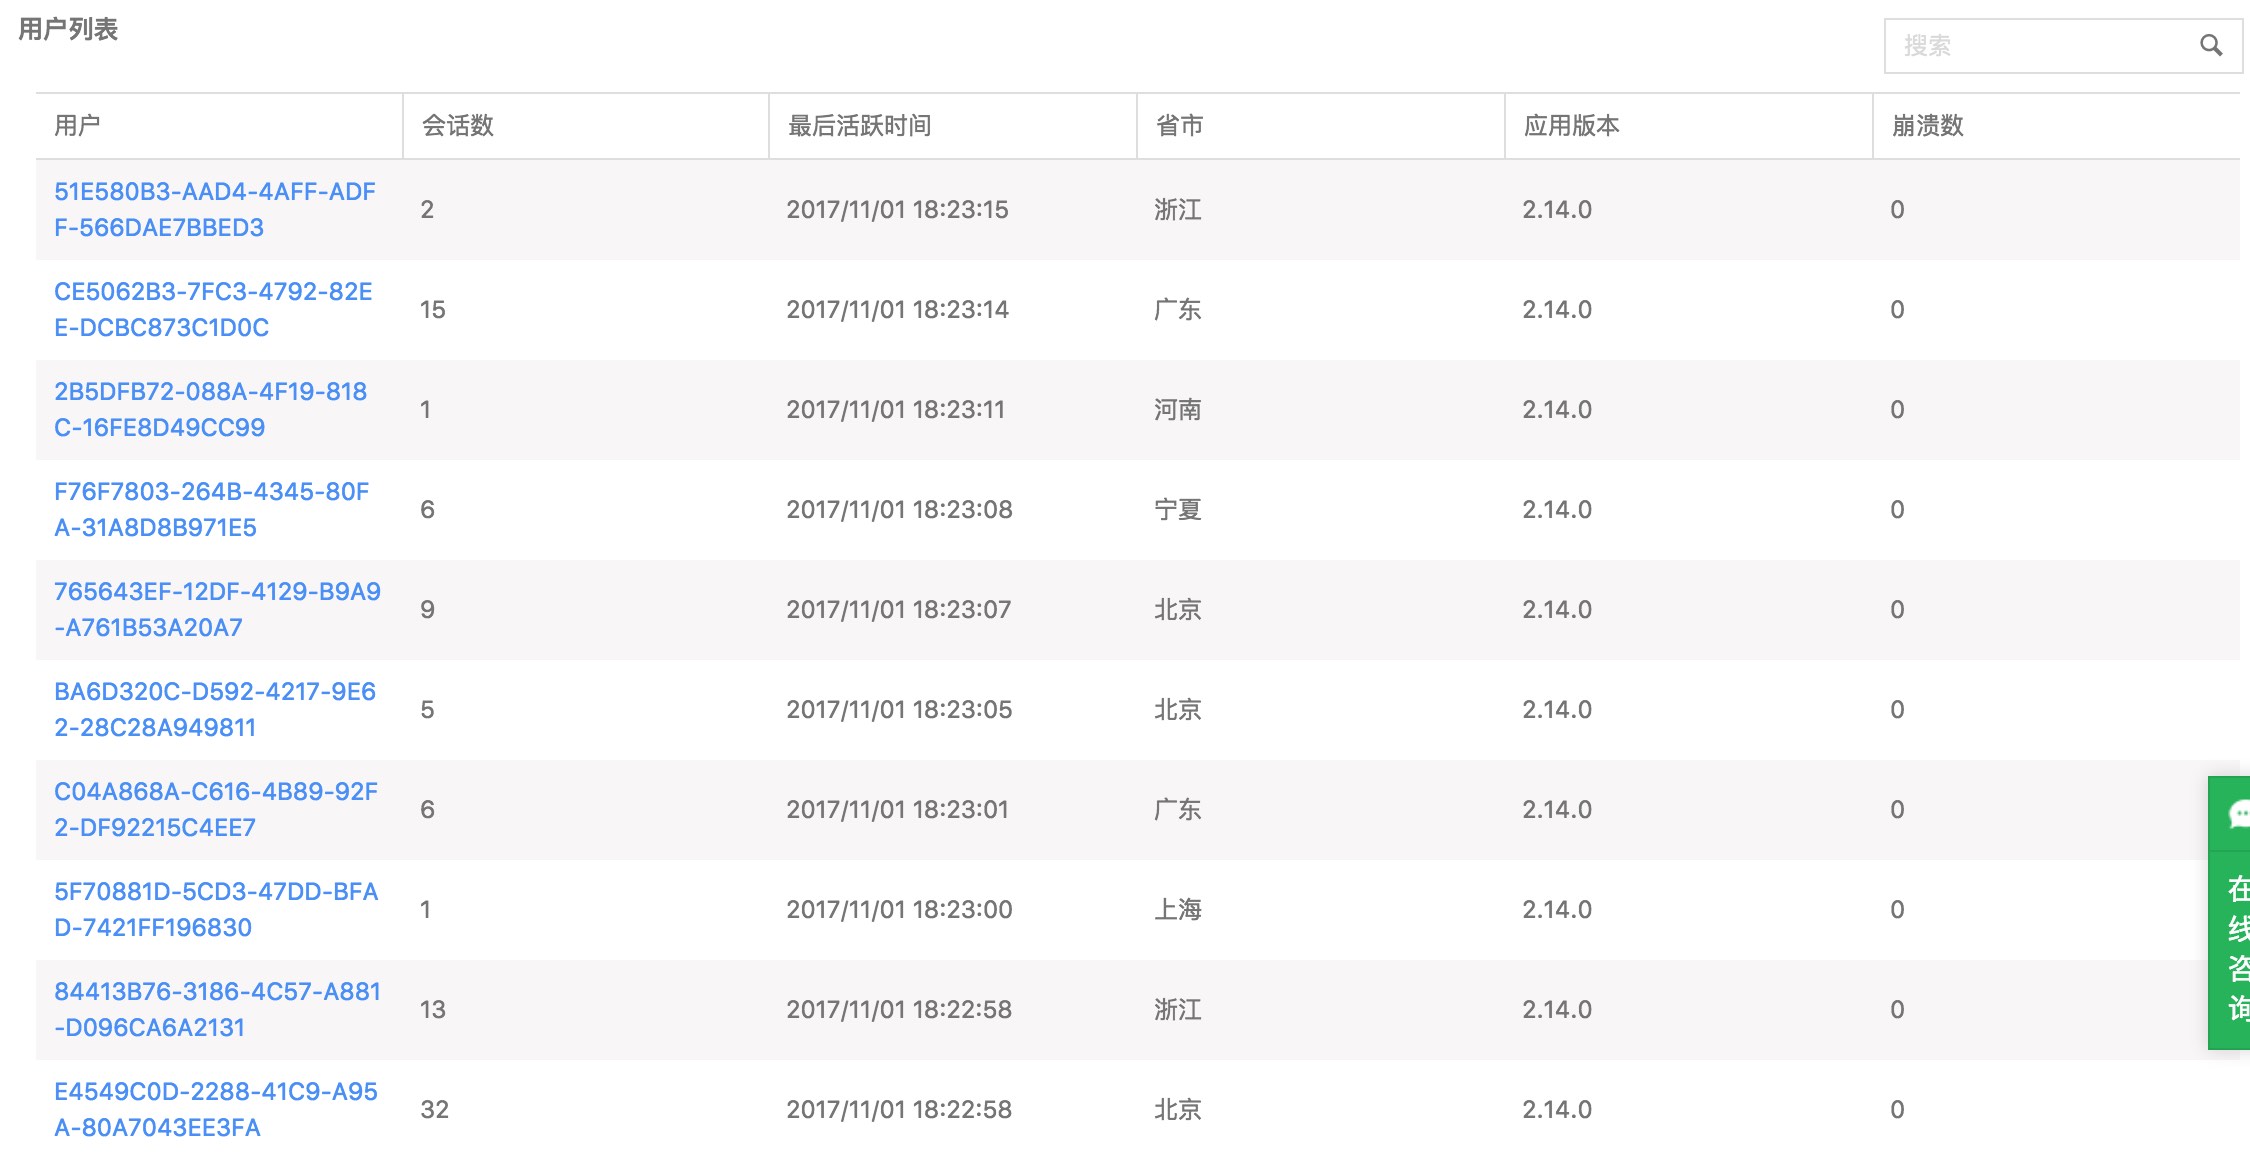 用户列表
搜索
用户 会话数 最后活跃时间 省市 应用版本 崩溃数
51E580B3-AAD4-4AFF-ADF
F-566DAE7BBED3
2 2017/11/01 18:23:15 浙江 2.14.0 0
CE5062B3-7FC3-4792-82E
E-DCBC873C1D0C
15 2017/11/01 18:23:14 广东 2.14.0 0
2B5DFB72-088A-4F19-818
C-16FE8D49CC99
1 2017/11/01 18:23:11 河南 2.14.0 0
F76F7803-264B-4345-80F
A-31A8D8B971E5
6 2017/11/01 18:23:08 宁夏 2.14.0 0
765643EF-12DF-4129-B9A9
-A761B53A20A7
9 2017/11/01 18:23:07 北京 2.14.0 0
BA6D320C-D592-4217-9E6
2-28C28A949811
5 2017/11/01 18:23:05 北京 2.14.0 0
C04A868A-C616-4B89-92F
2-DF92215C4EE7
6 2017/11/01 18:23:01 广东 2.14.0 0
5F70881D-5CD3-47DD-BFA
D-7421FF196830
1 2017/11/01 18:23:00 上海 2.14.0 0
84413B76-3186-4C57-A881
-D096CA6A2131
13 2017/11/01 18:22:58 浙江 2.14.0 0
E4549C0D-2288-41C9-A95
A-80A7043EE3FA
32 2017/11/01 18:22:58 北京 2.14.0 0
在
线
咨
询